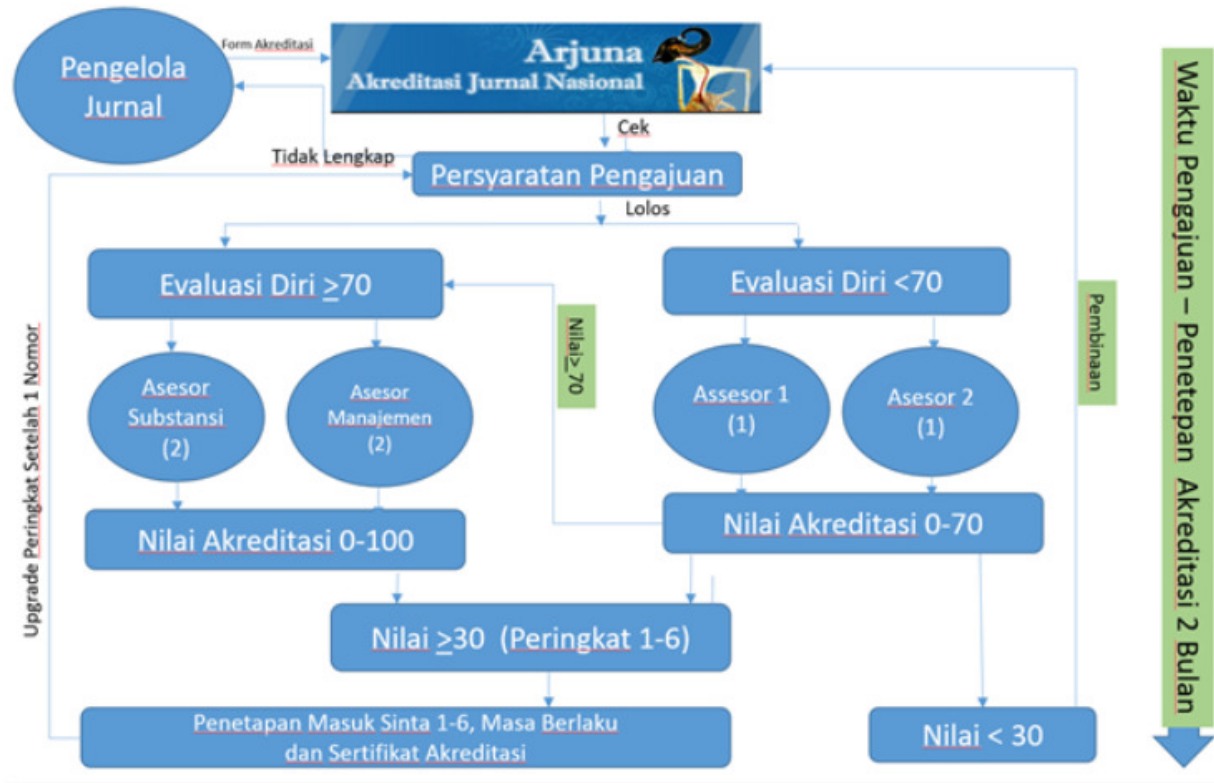 Pengelola
Jurnal
Form Akreditasi
Arjuna
Akreditasi Jurnal Nasional
Cek
Tidak Lengkap
Persyaratan Pengajuan
Lolos
Evaluasi Diri ≥70
Evaluasi Diri <70
Asesor
Substansi
(2)
Asesor
Manajemen
(2)
Nilai≥ 70
Assesor 1
(1)
Asesor 2
(1)
Pembinaan
Nilai Akreditasi 0-100
Nilai Akreditasi 0-70
Nilai ≥30 (Peringkat 1-6)
Penetapan Masuk Sinta 1-6, Masa Berlaku
dan Sertifikat Akreditasi
Nilai < 30
Upgrade Peringkat Setelah 1 Nomor
Waktu Pengajuan – Penetepan Akreditasi 2 Bulan